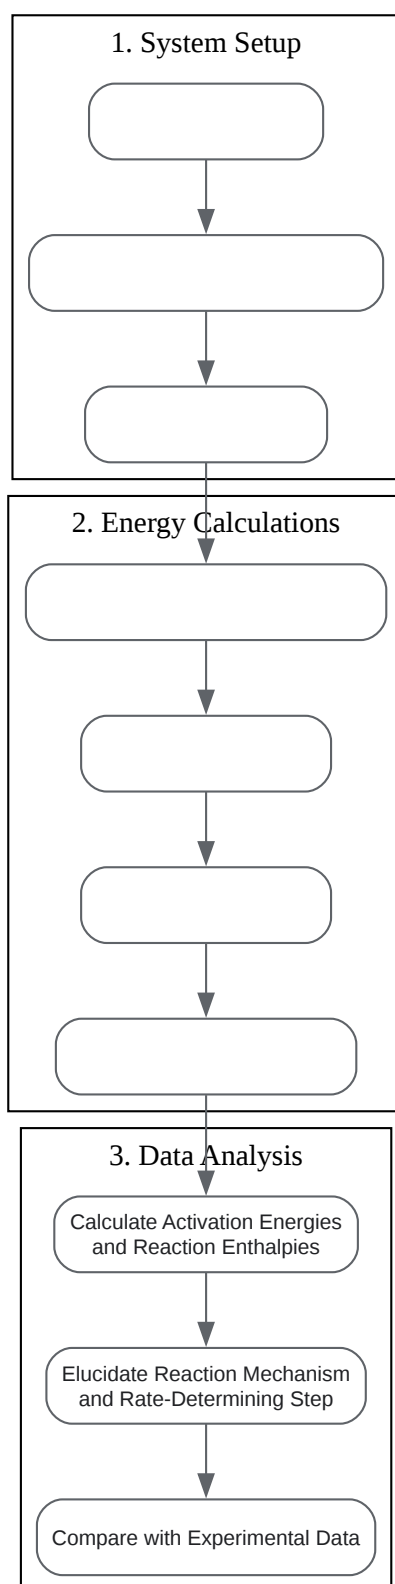 1. System Setup
2. Energy Calculations
3. Data Analysis
Calculate Activation Energies
and Reaction Enthalpies
Elucidate Reaction Mechanism
and Rate-Determining Step
Compare with Experimental Data